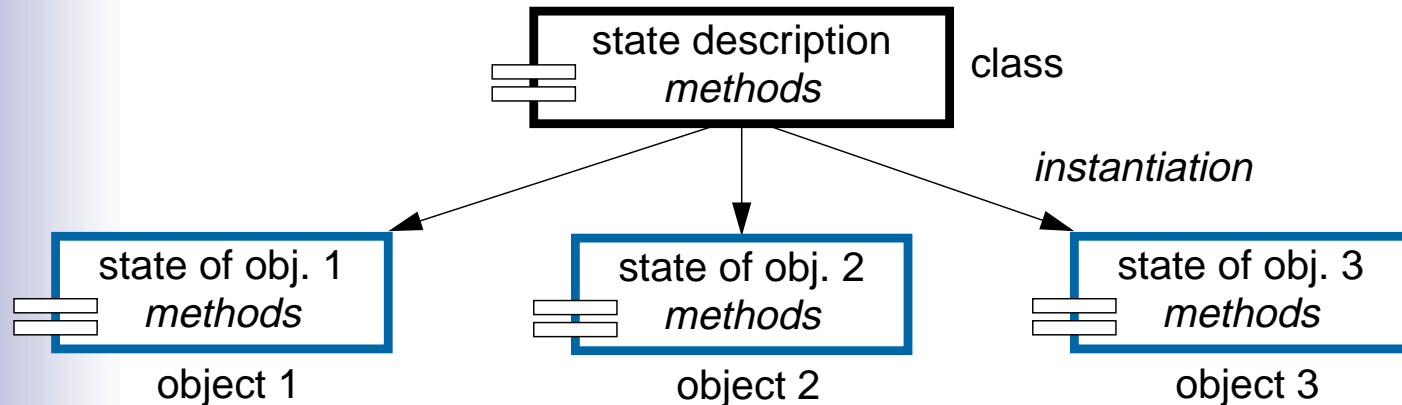 state description
methods
class
instantiation
state of obj. 1
methods
object 1
state of obj. 2
methods
object 2
state of obj. 3
methods
object 3